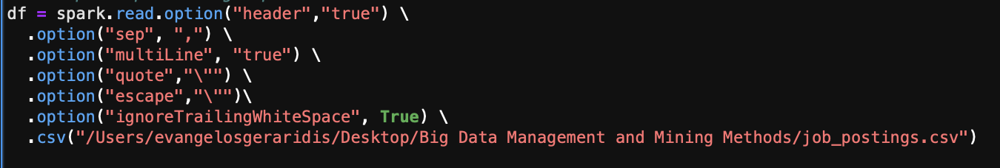 df = spark.read.option("header","true") \
.option("sep", ",") \
.option("multiLine", "true") \
.option("quote","\"") \
.option("escape","\"")\
.option("ignoreTrailingWhiteSpace", True) \
.csv("/Users/evangelosgeraridis/Desktop/Big Data Management and Mining Methods/job_postings.csv")